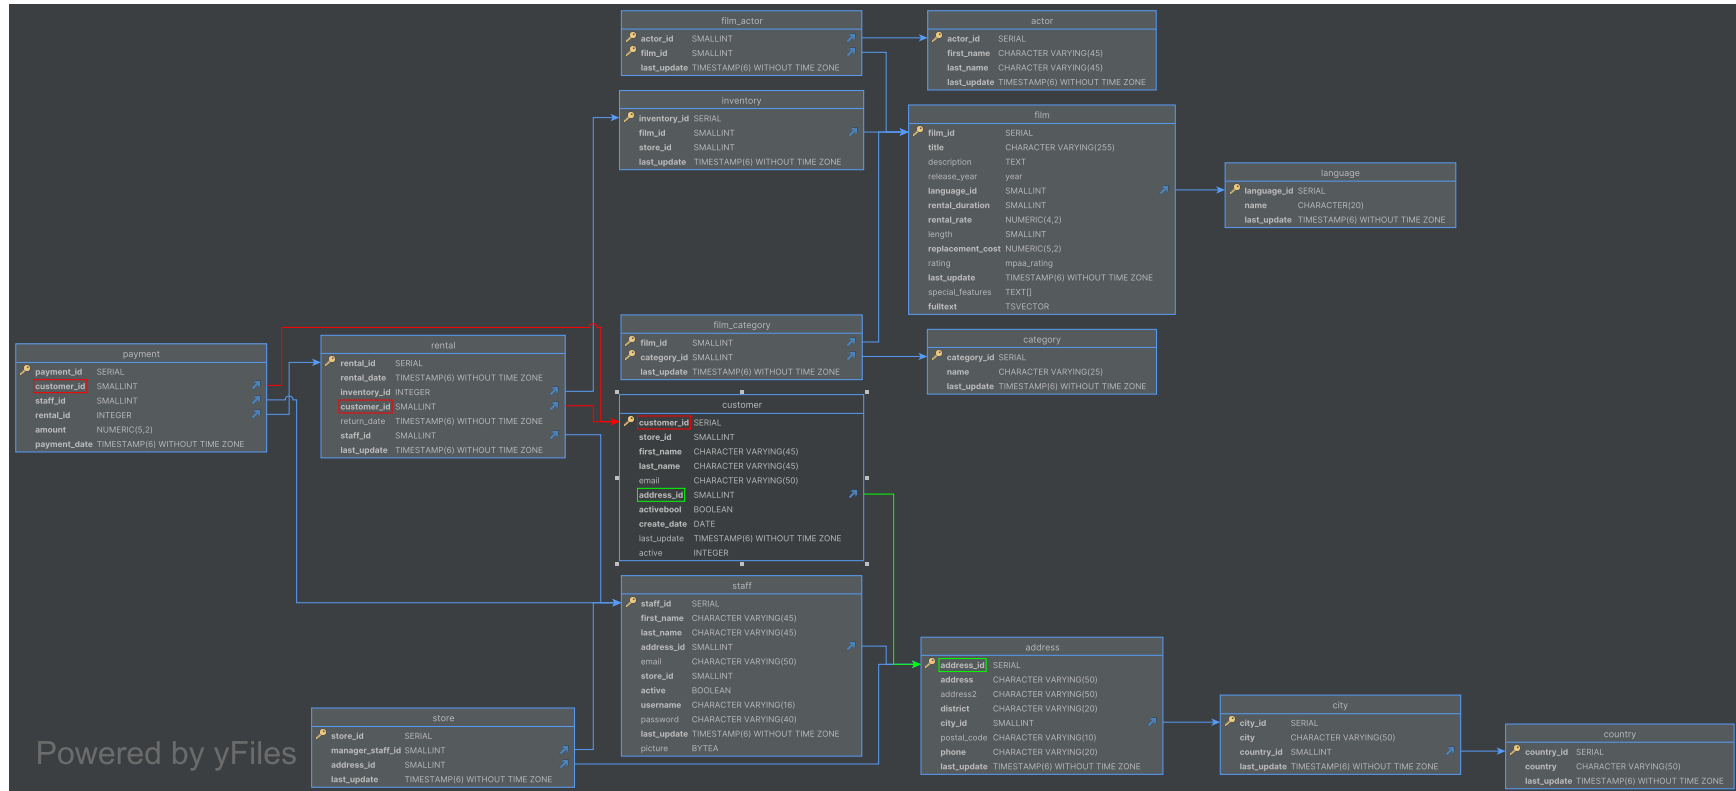 film_actor
actor_id SMALLINT
film_id SMALLINT
last_update TIMESTAMP(6) WITHOUT TIME ZONE
actor
actor_id SERIAL
first_name CHARACTER VARYING(45)
last_name CHARACTER VARYING(45)
last_update TIMESTAMP(6) WITHOUT TIME ZONE
inventory
inventory_id SERIAL
film_id SMALLINT
store_id SMALLINT
last_update TIMESTAMP(6) WITHOUT TIME ZONE
film
film_id SERIAL
title CHARACTER VARYING(255)
description TEXT
release_year year
language_id SMALLINT
rental_duration SMALLINT
rental_rate NUMERIC(4,2)
length SMALLINT
replacement_cost NUMERIC(5,2)
rating mpaa_rating
last_update TIMESTAMP(6) WITHOUT TIME ZONE
special_features TEXT[]
fulltext TSVECTOR
language
language_id SERIAL
name CHARACTER(20)
last_update TIMESTAMP(6) WITHOUT TIME ZONE
film_category
film_id SMALLINT
category_id SMALLINT
last_update TIMESTAMP(6) WITHOUT TIME ZONE
category
category_id SERIAL
name CHARACTER VARYING(25)
last_update TIMESTAMP(6) WITHOUT TIME ZONE
payment
payment_id SERIAL
customer_id SMALLINT
staff_id SMALLINT
rental_id INTEGER
amount NUMERIC(5,2)
payment_date TIMESTAMP(6) WITHOUT TIME ZONE
rental
rental_id SERIAL
rental_date TIMESTAMP(6) WITHOUT TIME ZONE
inventory_id INTEGER
customer_id SMALLINT
return_date TIMESTAMP(6) WITHOUT TIME ZONE
staff_id SMALLINT
last_update TIMESTAMP(6) WITHOUT TIME ZONE
customer
customer_id SERIAL
store_id SMALLINT
first_name CHARACTER VARYING(45)
last_name CHARACTER VARYING(45)
email CHARACTER VARYING(50)
address_id SMALLINT
activebool BOOLEAN
create_date DATE
last_update TIMESTAMP(6) WITHOUT TIME ZONE
active INTEGER
staff
staff_id SERIAL
first_name CHARACTER VARYING(45)
last_name CHARACTER VARYING(45)
address_id SMALLINT
email CHARACTER VARYING(50)
store_id SMALLINT
active BOOLEAN
username CHARACTER VARYING(16)
password CHARACTER VARYING(40)
last_update TIMESTAMP(6) WITHOUT TIME ZONE
picture BYTEA
address
address_id SERIAL
address CHARACTER VARYING(50)
address2 CHARACTER VARYING(50)
district CHARACTER VARYING(20)
city_id SMALLINT
postal_code CHARACTER VARYING(10)
phone CHARACTER VARYING(20)
last_update TIMESTAMP(6) WITHOUT TIME ZONE
store
store_id SERIAL
manager_staff_id SMALLINT
address_id SMALLINT
last_update TIMESTAMP(6) WITHOUT TIME ZONE
city
city_id SERIAL
city CHARACTER VARYING(50)
country_id SMALLINT
last_update TIMESTAMP(6) WITHOUT TIME ZONE
country
country_id SERIAL
country CHARACTER VARYING(50)
last_update TIMESTAMP(6) WITHOUT TIME ZONE
Powered by yFiles